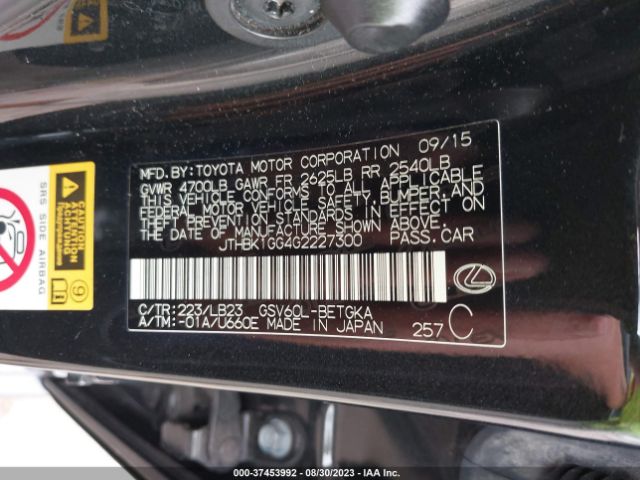 MFD. BY: TOYOTA MOTOR CORPORATION 09/15
GVWR 4700LB GAWR FR 2625LB RR 2540LB
THIS VEHICLE CONFORMS TO ALL APPLICABLE
FEDERAL MOTOR VEHICLE SAFETY, BUMPER, AND
THEFT PREVENTION STANDARDS IN EFFECT ON
THE DATE OF MANUFACTURE SHOWN ABOVE.
JTHBK1GG4G2227300 PASS. CAR
C/TR: 223/LB23 GSV60L-BETGKA
A/TM: -01A/U660E MADE IN JAPAN 257 C
SRS SIDE AIRBAG
9
000-37453992 - 08/30/2023 - IAA Inc.